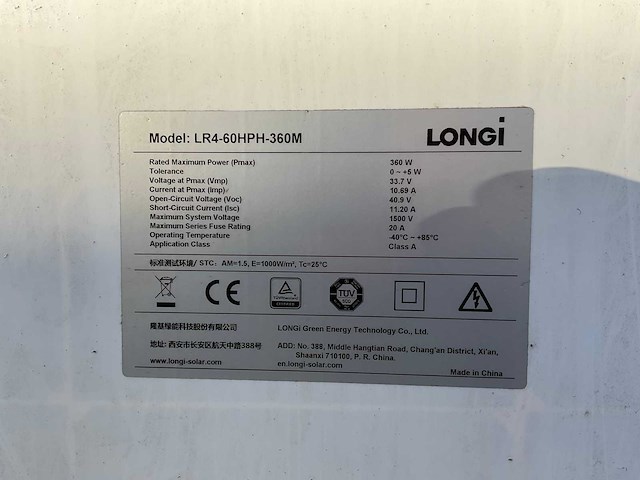 Model: LR4-60HPH-360M LONGi
Rated Maximum Power (Pmax) 360 W
Tolerance 0 ~ +5 W
Voltage at Pmax (Vmp) 33.7 V
Current at Pmax (Imp) 10.69 A
Open-Circuit Voltage (Voc) 40.9 V
Short-Circuit Current (Isc) 11.20 A
Maximum System Voltage 1500 V
Maximum Series Fuse Rating 20 A
Operating Temperature -40°C ~ +85°C
Application Class Class A
标准测试环境/ STC: AM=1.5, E=1000W/m², Tc=25°C
CE TÜV
隆基绿能科技股份有限公司 LONGi Green Energy Technology Co., Ltd.
地址: 西安市长安区航天中路388号 ADD: No. 388, Middle Hangtian Road, Chang'an District, Xi'an,
Shaanxi 710100, P. R. China.
www.longi-solar.com en.longi-solar.com
Made in China